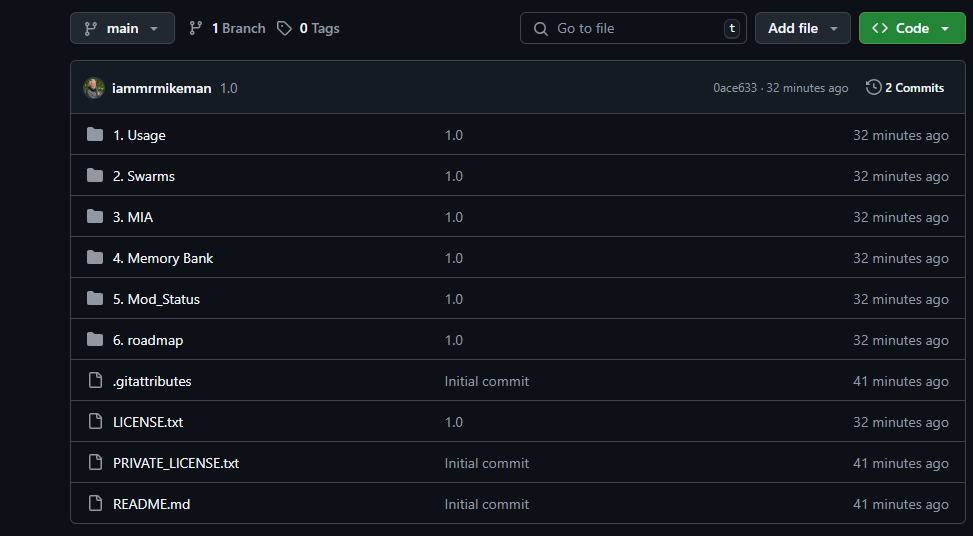 main 1 Branch 0 Tags Go to file t Add file Code
iammrmikeman 1.0 0ace633 · 32 minutes ago 2 Commits
1. Usage 1.0 32 minutes ago
2. Swarms 1.0 32 minutes ago
3. MIA 1.0 32 minutes ago
4. Memory Bank 1.0 32 minutes ago
5. Mod_Status 1.0 32 minutes ago
6. roadmap 1.0 32 minutes ago
.gitattributes Initial commit 41 minutes ago
LICENSE.txt 1.0 32 minutes ago
PRIVATE_LICENSE.txt Initial commit 41 minutes ago
README.md Initial commit 41 minutes ago